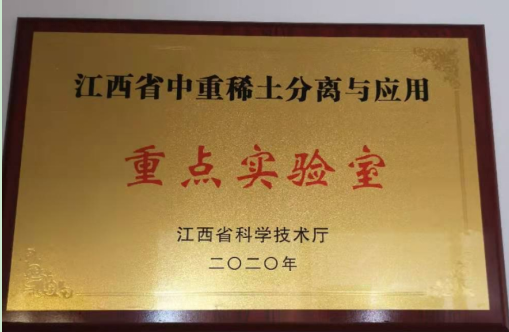 江西省中重稀土分离与应用
重点实验室
江西省科学技术厅
二〇二〇年